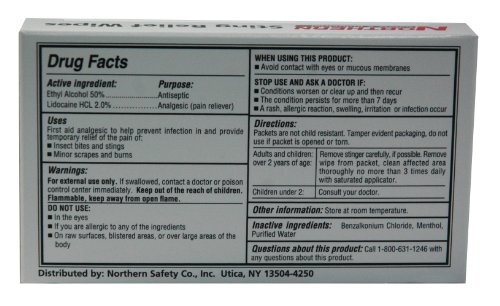 NORTHERN
Sting Relief Wipes
Drug Facts
Active ingredient: Purpose:
Ethyl Alcohol 50%..................Antiseptic
Lidocaine HCL 2.0%..................Analgesic (pain reliever)
Uses
First aid analgesic to help prevent infection in and provide
temporary relief of the pain of;
■ Insect bites and stings
■ Minor scrapes and burns
Warnings:
For external use only. If swallowed, contact a doctor or poison
control center immediately. Keep out of the reach of children.
Flammable, keep away from open flame.
DO NOT USE:
■ In the eyes
■ If you are allergic to any of the ingredients
■ On raw surfaces, blistered areas, or over large areas of the
body
WHEN USING THIS PRODUCT:
■ Avoid contact with eyes or mucous membranes
STOP USE AND ASK A DOCTOR IF:
■ Conditions worsen or clear up and then recur
■ The condition persists for more than 7 days
■ A rash, allergic reaction, swelling, irritation or infection occur
Directions:
Packets are not child resistant. Tamper evident packaging, do not
use if packet is opened or torn.
Adults and children: Remove stinger carefully, if possible. Remove
over 2 years of age: wipe from packet, clean affected area
thoroughly no more than 3 times daily
with saturated applicator.
Children under 2: Consult your doctor.
Other information: Store at room temperature.
Inactive ingredients: Benzalkonium Chloride, Menthol,
Purified Water
Questions about this product: Call 1-800-631-1246 with
any questions about this product.
Distributed by: Northern Safety Co., Inc. Utica, NY 13504-4250